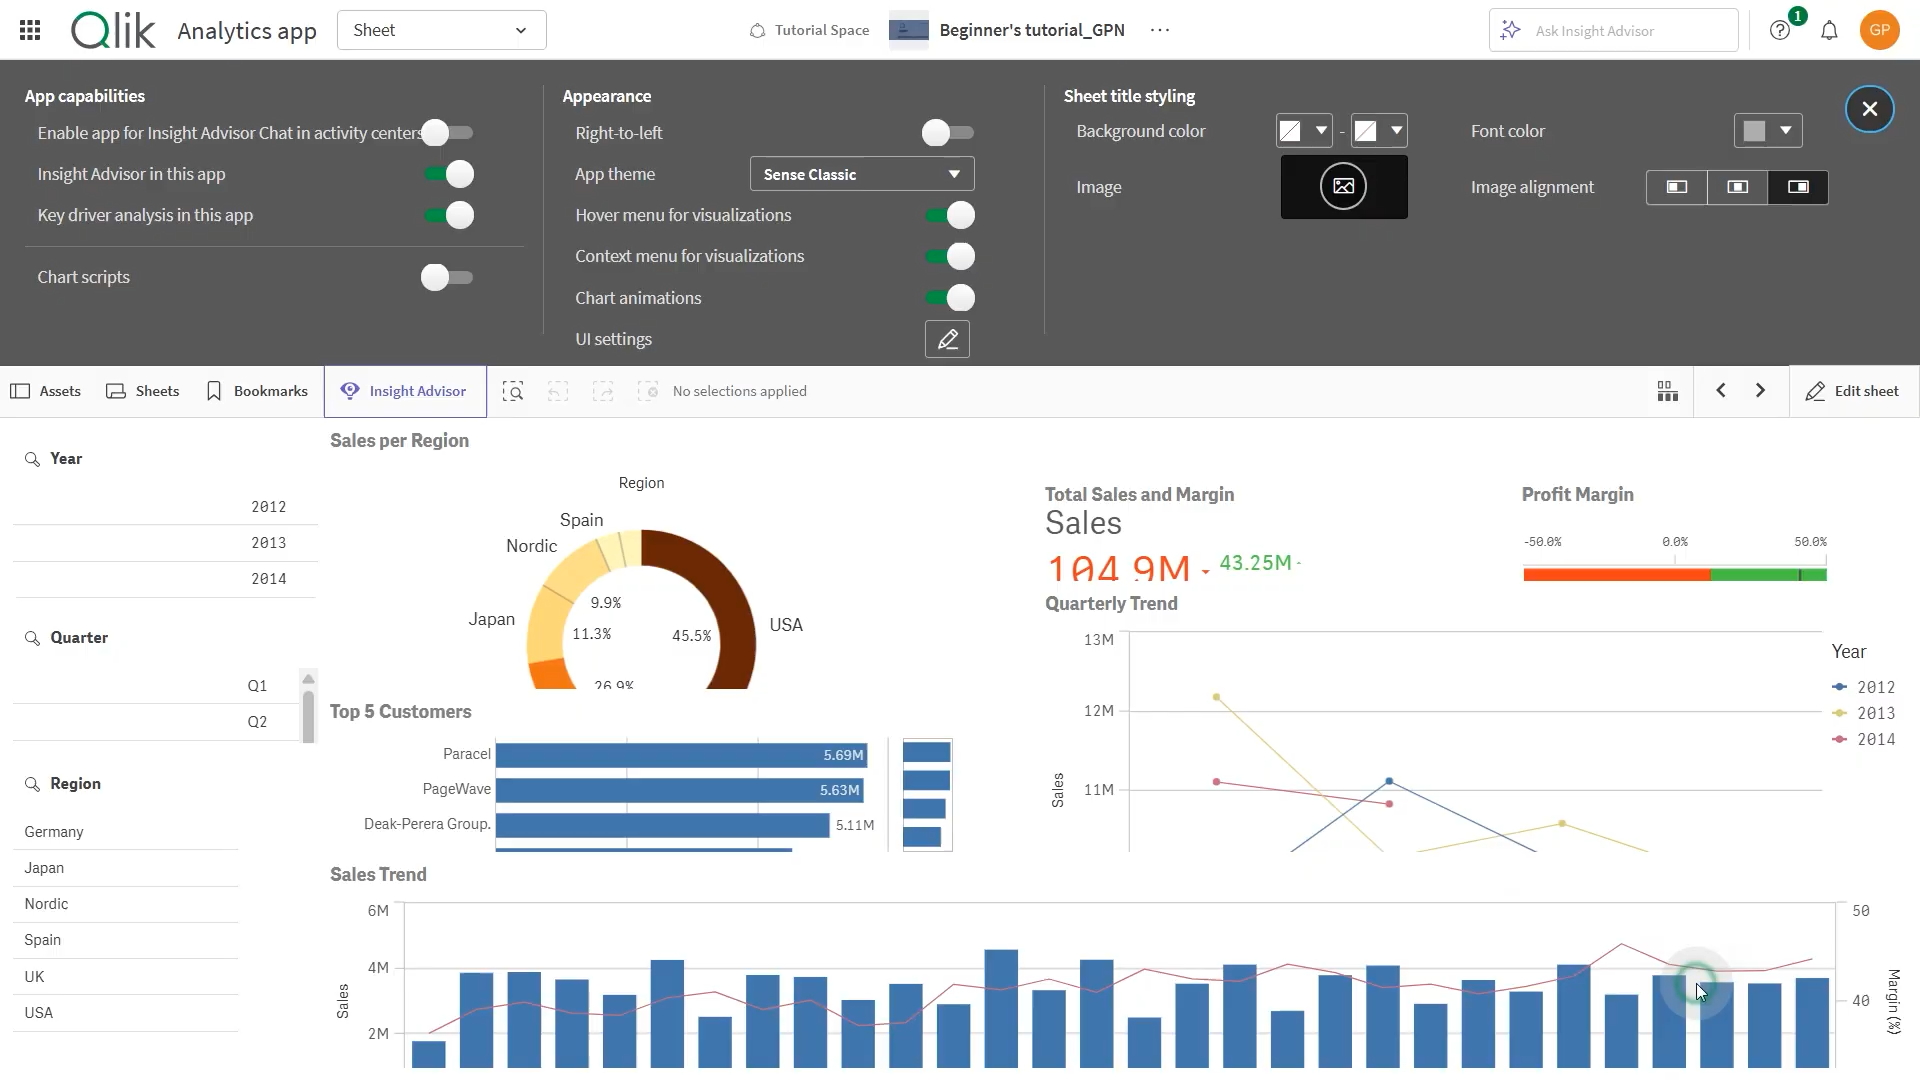 Qlik Analytics app Sheet Tutorial Space Beginner's tutorial_GPN ... Ask Insight Advisor 1 GP
App capabilities
Enable app for Insight Advisor Chat in activity centers
Insight Advisor in this app
Key driver analysis in this app
Chart scripts
Appearance
Right-to-left
App theme Sense Classic
Hover menu for visualizations
Context menu for visualizations
Chart animations
UI settings
Sheet title styling
Background color - Font color
Image Image alignment
Assets Sheets Bookmarks Insight Advisor No selections applied Edit sheet
Year
2012
2013
2014
Quarter
Q1
Q2
Region
Germany
Japan
Nordic
Spain
UK
USA
Sales per Region
Region
Spain
Nordic
Japan
USA
9.9%
11.3%
45.5%
26.9%
Total Sales and Margin
Sales
104.9M 43.25M
Profit Margin
-50.0% 0.0% 50.0%
Top 5 Customers
Paracel 5.69M
PageWave 5.63M
Deak-Perera Group. 5.11M
Quarterly Trend
13M
12M
11M
Sales
Year
2012
2013
2014
Sales Trend
6M
4M
2M
Sales
50
40
Margin (%)